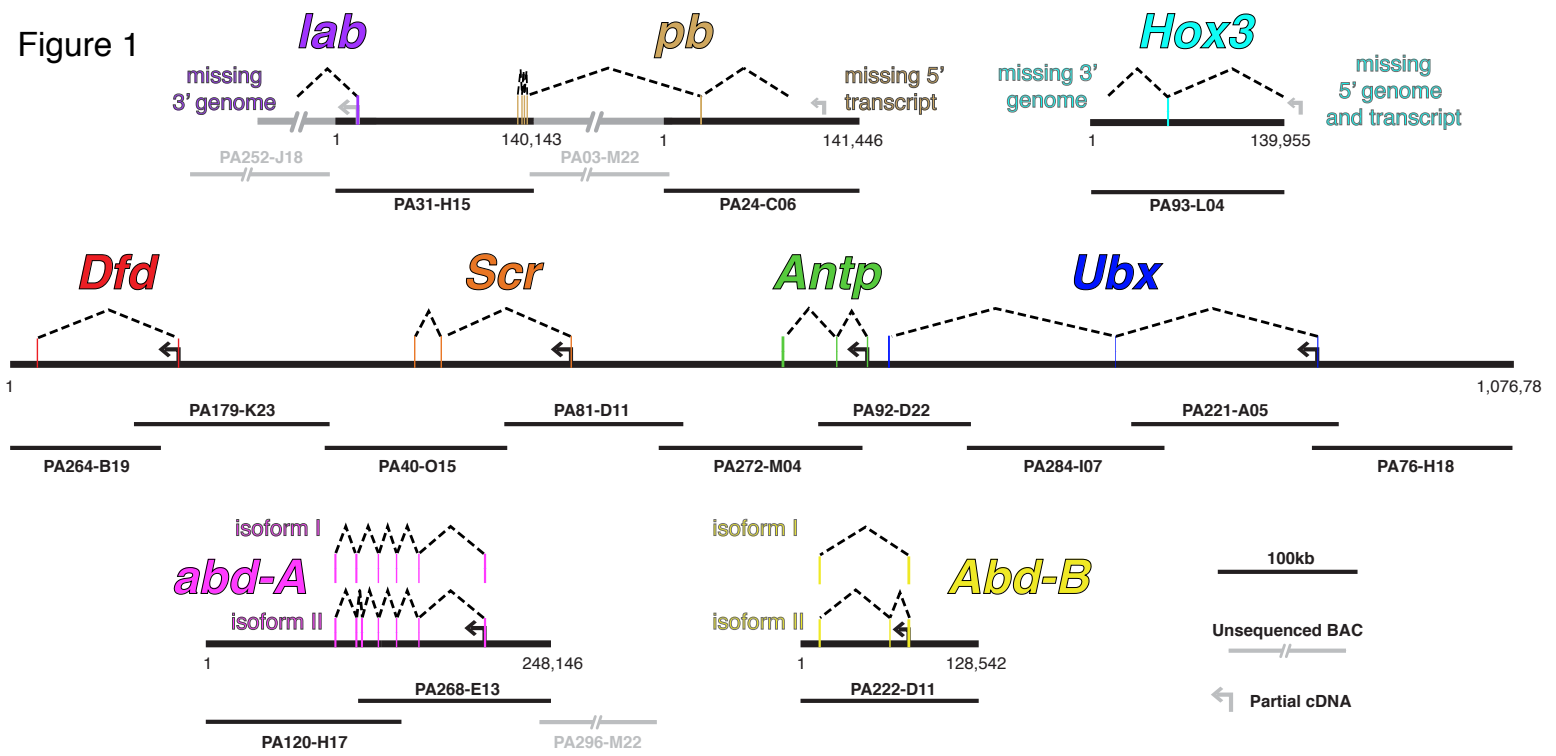 Figure 1
lab
pb
Hox3
missing
3’ genome
missing 5’
transcript
missing 3’
genome
missing
5’ genome
and transcript
1
140,143
1
141,446
1
139,955
PA252-J18
PA03-M22
PA31-H15
PA24-C06
PA93-L04
Dfd
Scr
Antp
Ubx
1
1,076,78
PA179-K23
PA81-D11
PA92-D22
PA221-A05
PA264-B19
PA40-O15
PA272-M04
PA284-I07
PA76-H18
isoform I
abd-A
isoform II
1
248,146
PA268-E13
PA120-H17
PA296-M22
isoform I
Abd-B
isoform II
1
128,542
PA222-D11
100kb
Unsequenced BAC
Partial cDNA